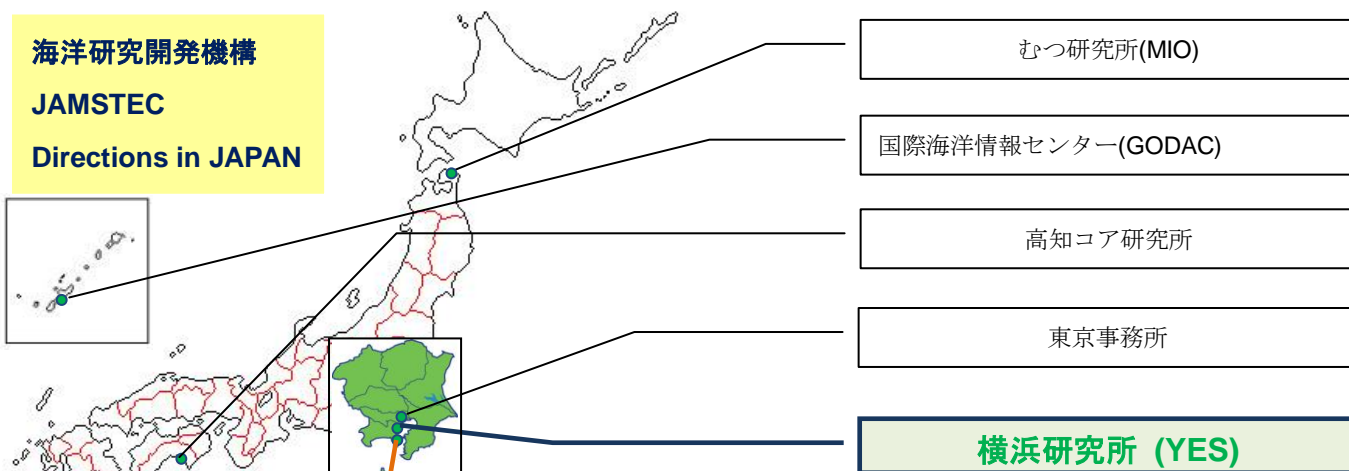 海洋研究開発機構
JAMSTEC
Directions in JAPAN
むつ研究所(MIO)
国際海洋情報センター(GODAC)
高知コア研究所
東京事務所
横浜研究所 (YES)